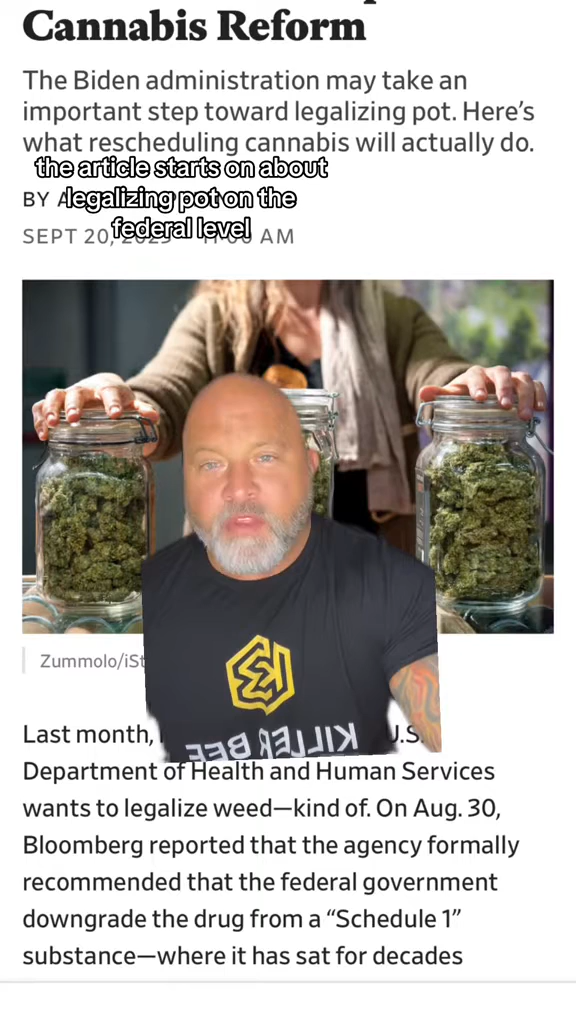 Cannabis Reform
The Biden administration may take an
important step toward legalizing pot. Here's
what rescheduling cannabis will actually do.
the article starts on about
BY
legalizing pot on the
SEPT 20, AM
federal level
Zummolo/iSt
Last month, U.S.
KILLER BEE
Department of Health and Human Services
wants to legalize weed—kind of. On Aug. 30,
Bloomberg reported that the agency formally
recommended that the federal government
downgrade the drug from a “Schedule 1”
substance—where it has sat for decades